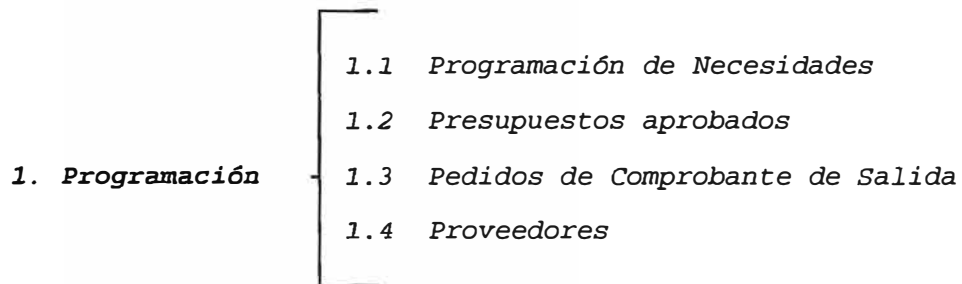 1.1 Programación de Necesidades
1.2 Presupuestos aprobados
1. Programación
1.3 Pedidos de Comprobante de Salida
1.4 Proveedores